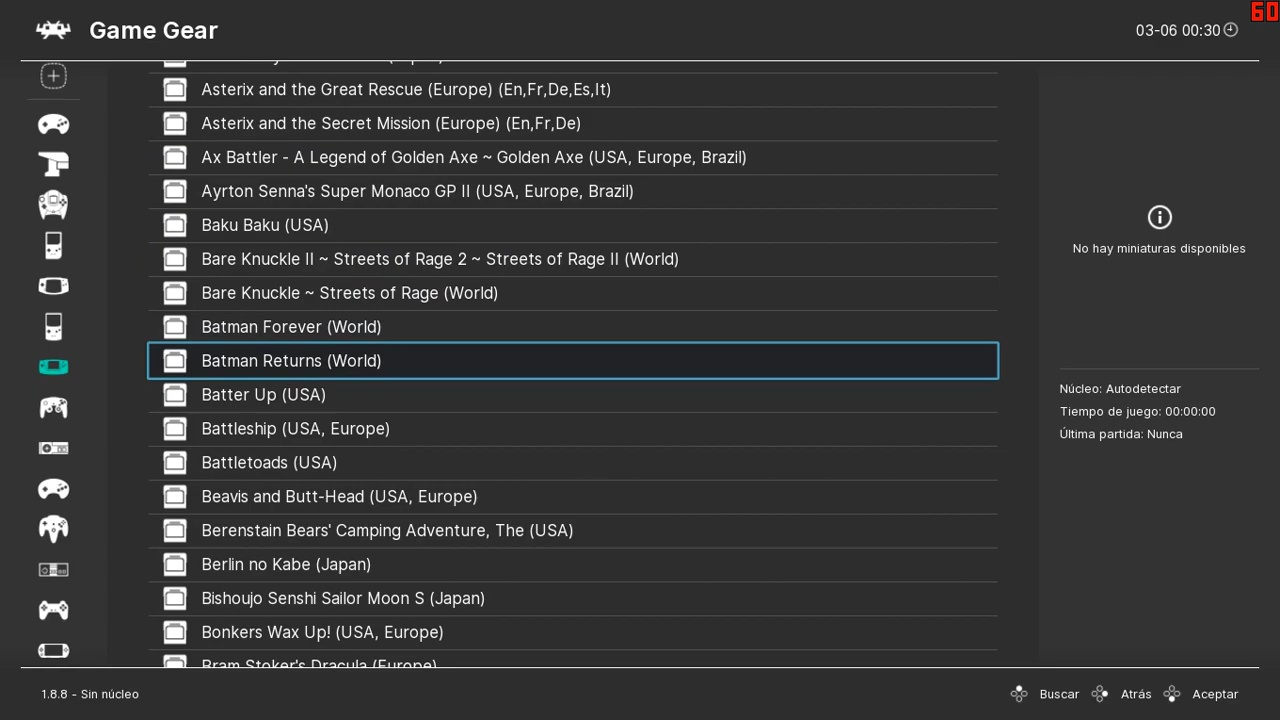 Game Gear
03-06 00:30
60
Asterix and the Great Rescue (Europe) (En,Fr,De,Es,It)
Asterix and the Secret Mission (Europe) (En,Fr,De)
Ax Battler - A Legend of Golden Axe ~ Golden Axe (USA, Europe, Brazil)
Ayrton Senna's Super Monaco GP II (USA, Europe, Brazil)
Baku Baku (USA)
Bare Knuckle II ~ Streets of Rage 2 ~ Streets of Rage II (World)
Bare Knuckle ~ Streets of Rage (World)
Batman Forever (World)
Batman Returns (World)
Batter Up (USA)
Battleship (USA, Europe)
Battletoads (USA)
Beavis and Butt-Head (USA, Europe)
Berenstain Bears' Camping Adventure, The (USA)
Berlin no Kabe (Japan)
Bishoujo Senshi Sailor Moon S (Japan)
Bonkers Wax Up! (USA, Europe)
Bram Stoker's Dracula (Europe)
No hay miniaturas disponibles
Núcleo: Autodetectar
Tiempo de juego: 00:00:00
Última partida: Nunca
1.8.8 - Sin núcleo
Buscar
Atrás
Aceptar